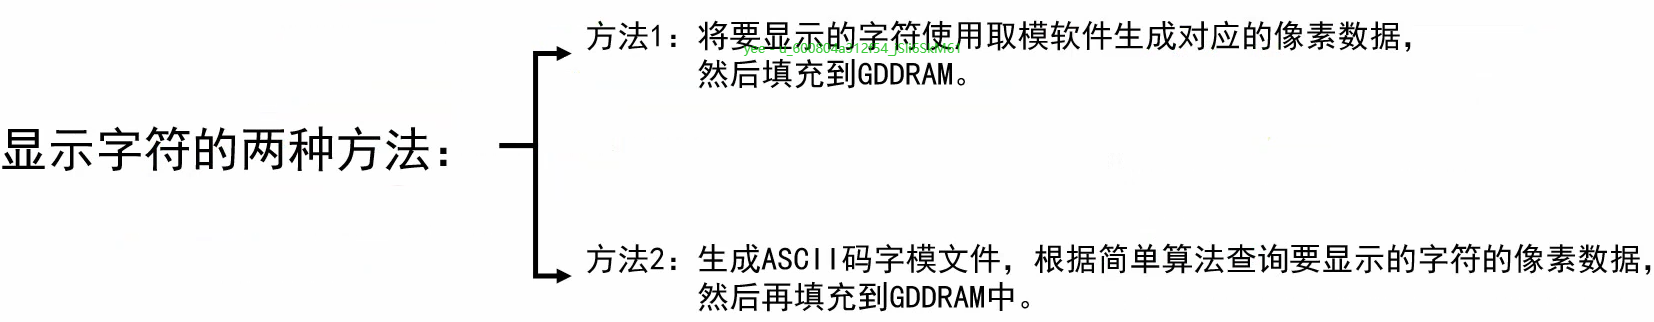 显示字符的两种方法：
方法1：将要显示的字符使用取模软件生成对应的像素数据，
然后填充到GDDRAM。
方法2：生成ASCII码字模文件，根据简单算法查询要显示的字符的像素数据，
然后再填充到GDDRAM中。